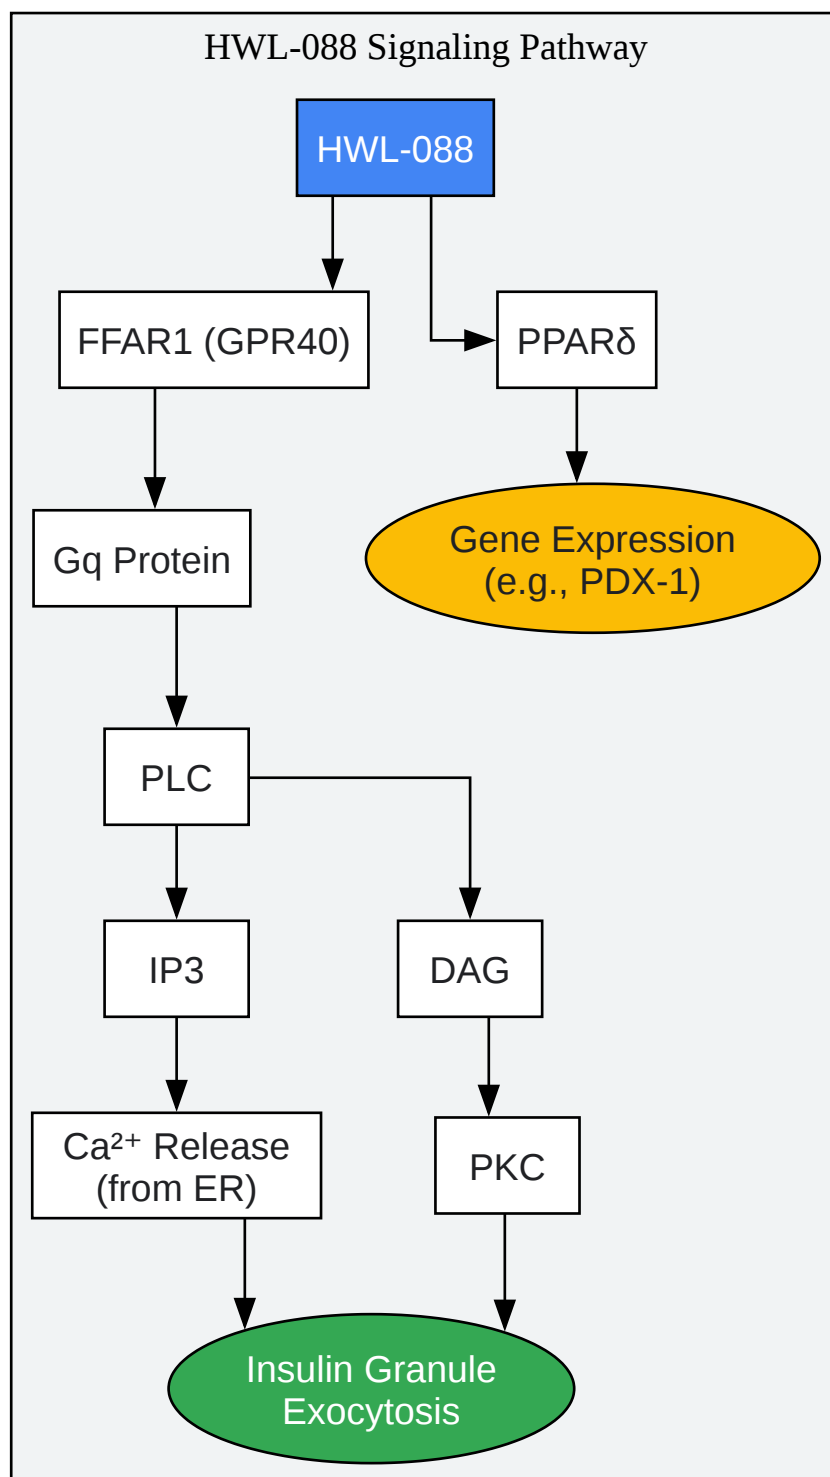 HWL-088 Signaling Pathway
HWL-088
FFAR1 (GPR40)
PPARδ
Gq Protein
Gene Expression
(e.g., PDX-1)
PLC
IP3
DAG
Ca²⁺ Release
(from ER)
PKC
Insulin Granule
Exocytosis